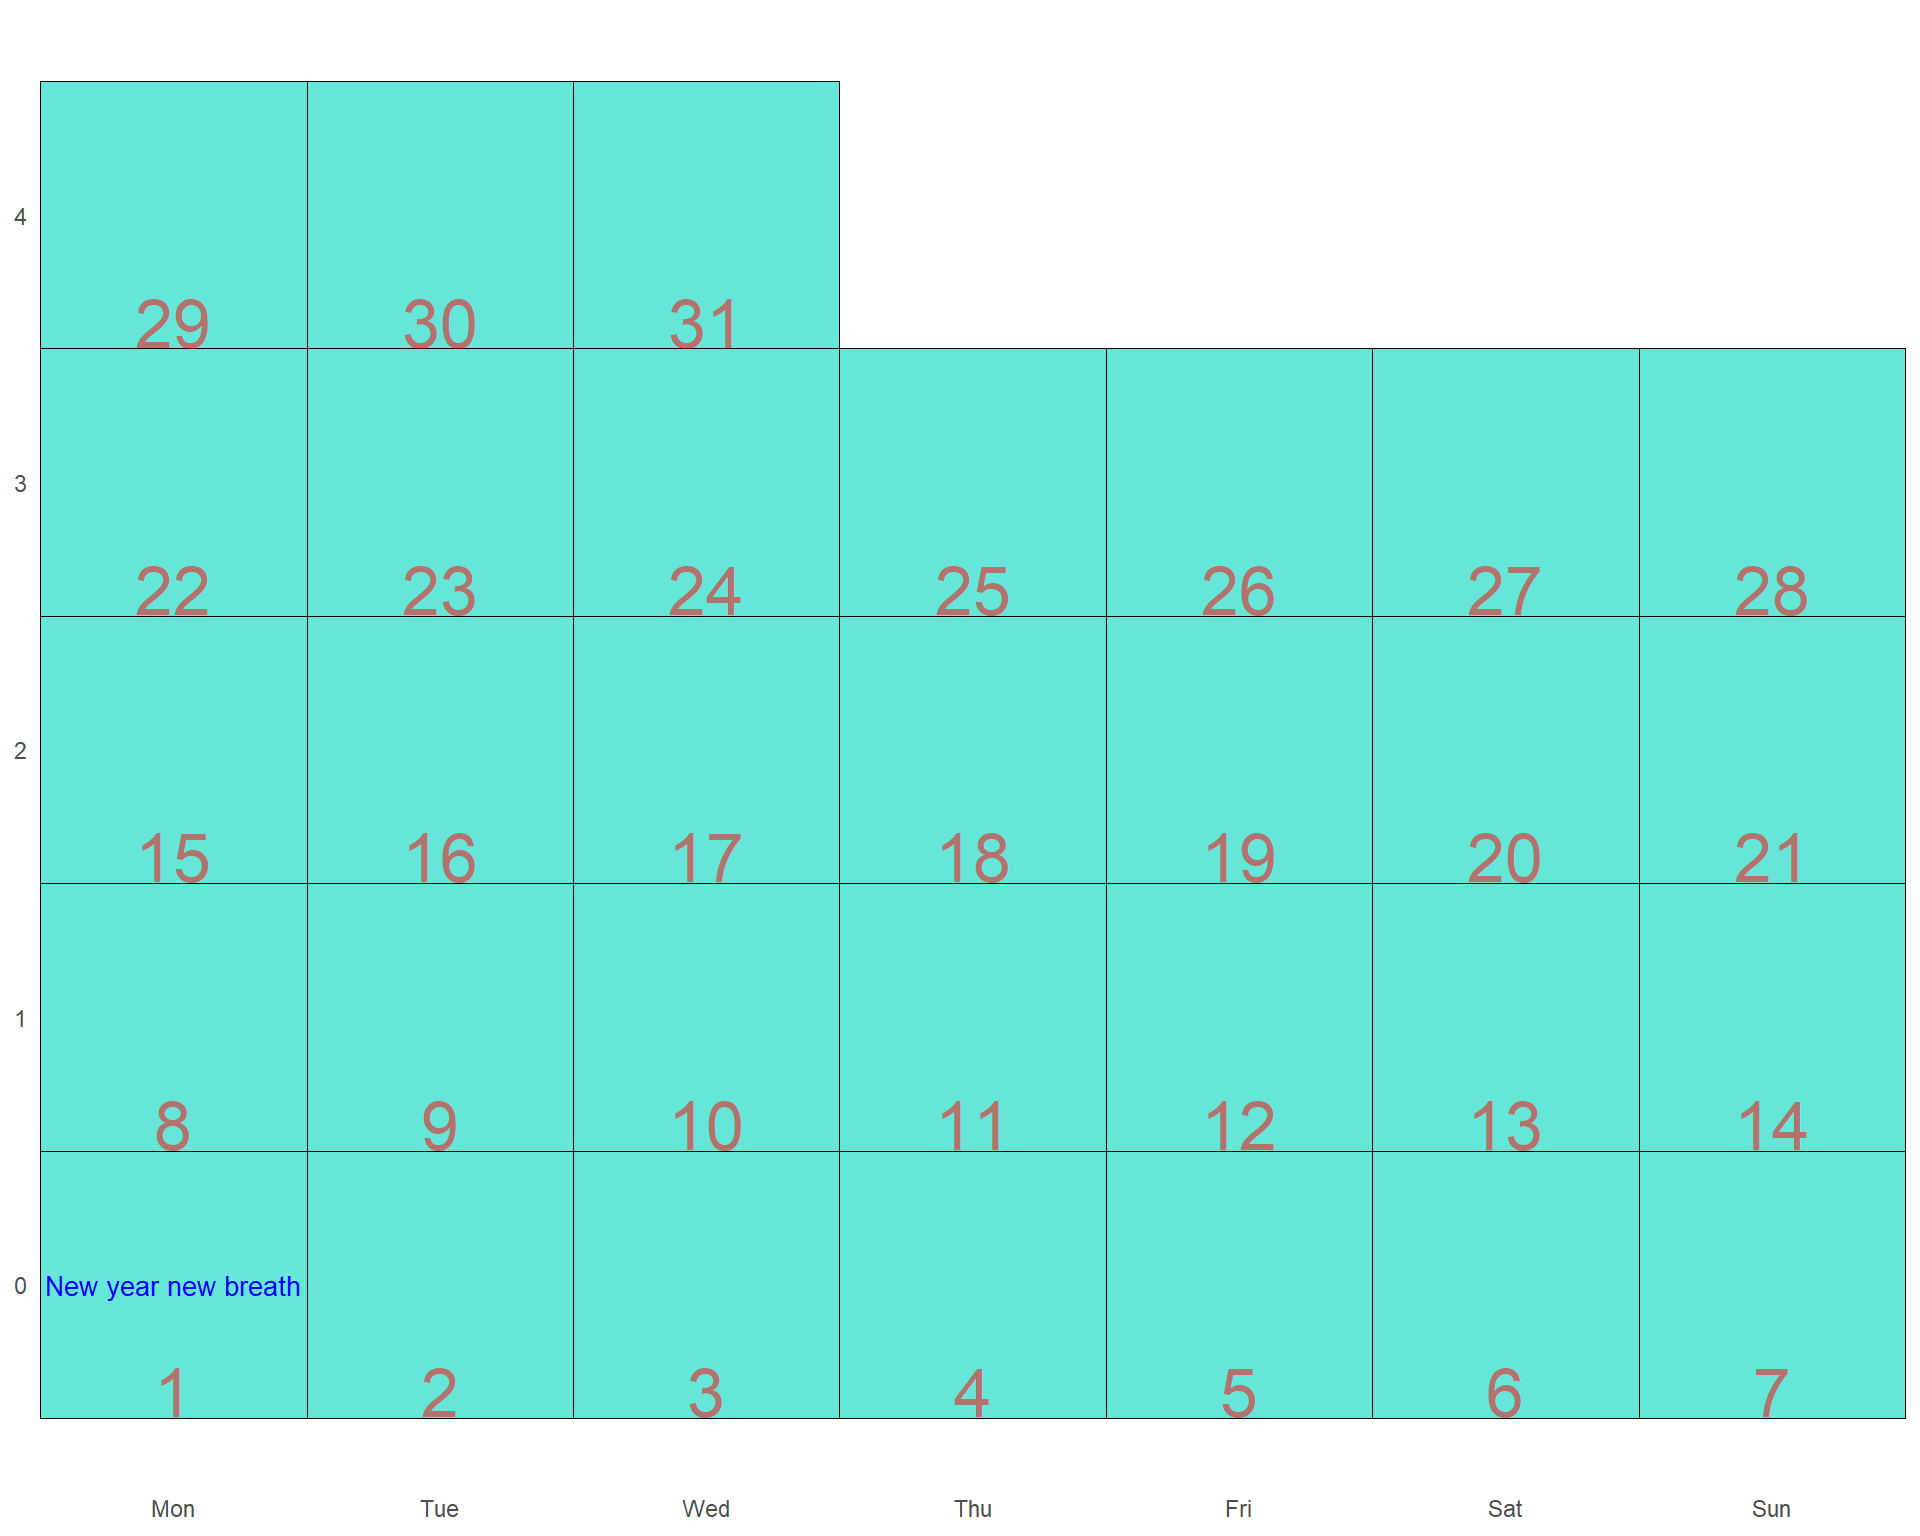 4
29 30 31
3
22 23 24 25 26 27 28
2
15 16 17 18 19 20 21
1
8 9 10 11 12 13 14
0 New year new breath
1 2 3 4 5 6 7
Mon Tue Wed Thu Fri Sat Sun